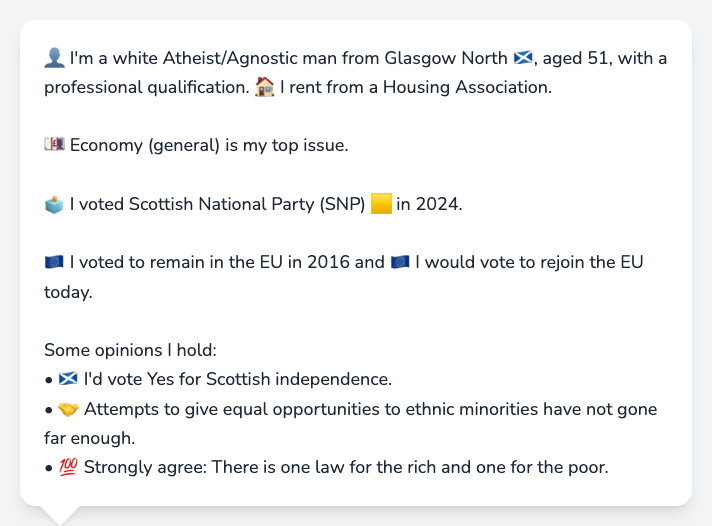 👤 I'm a white Atheist/Agnostic man from Glasgow North 🏴󠁧󠁢󠁳󠁣󠁴󠁿, aged 51, with a
professional qualification. 🏠 I rent from a Housing Association.
💷 Economy (general) is my top issue.
🗳️ I voted Scottish National Party (SNP) 🟨 in 2024.
🇪🇺 I voted to remain in the EU in 2016 and 🇪🇺 I would vote to rejoin the EU
today.
Some opinions I hold:
• 🏴󠁧󠁢󠁳󠁣󠁴󠁿 I'd vote Yes for Scottish independence.
• 🤝 Attempts to give equal opportunities to ethnic minorities have not gone
far enough.
• 💯 Strongly agree: There is one law for the rich and one for the poor.